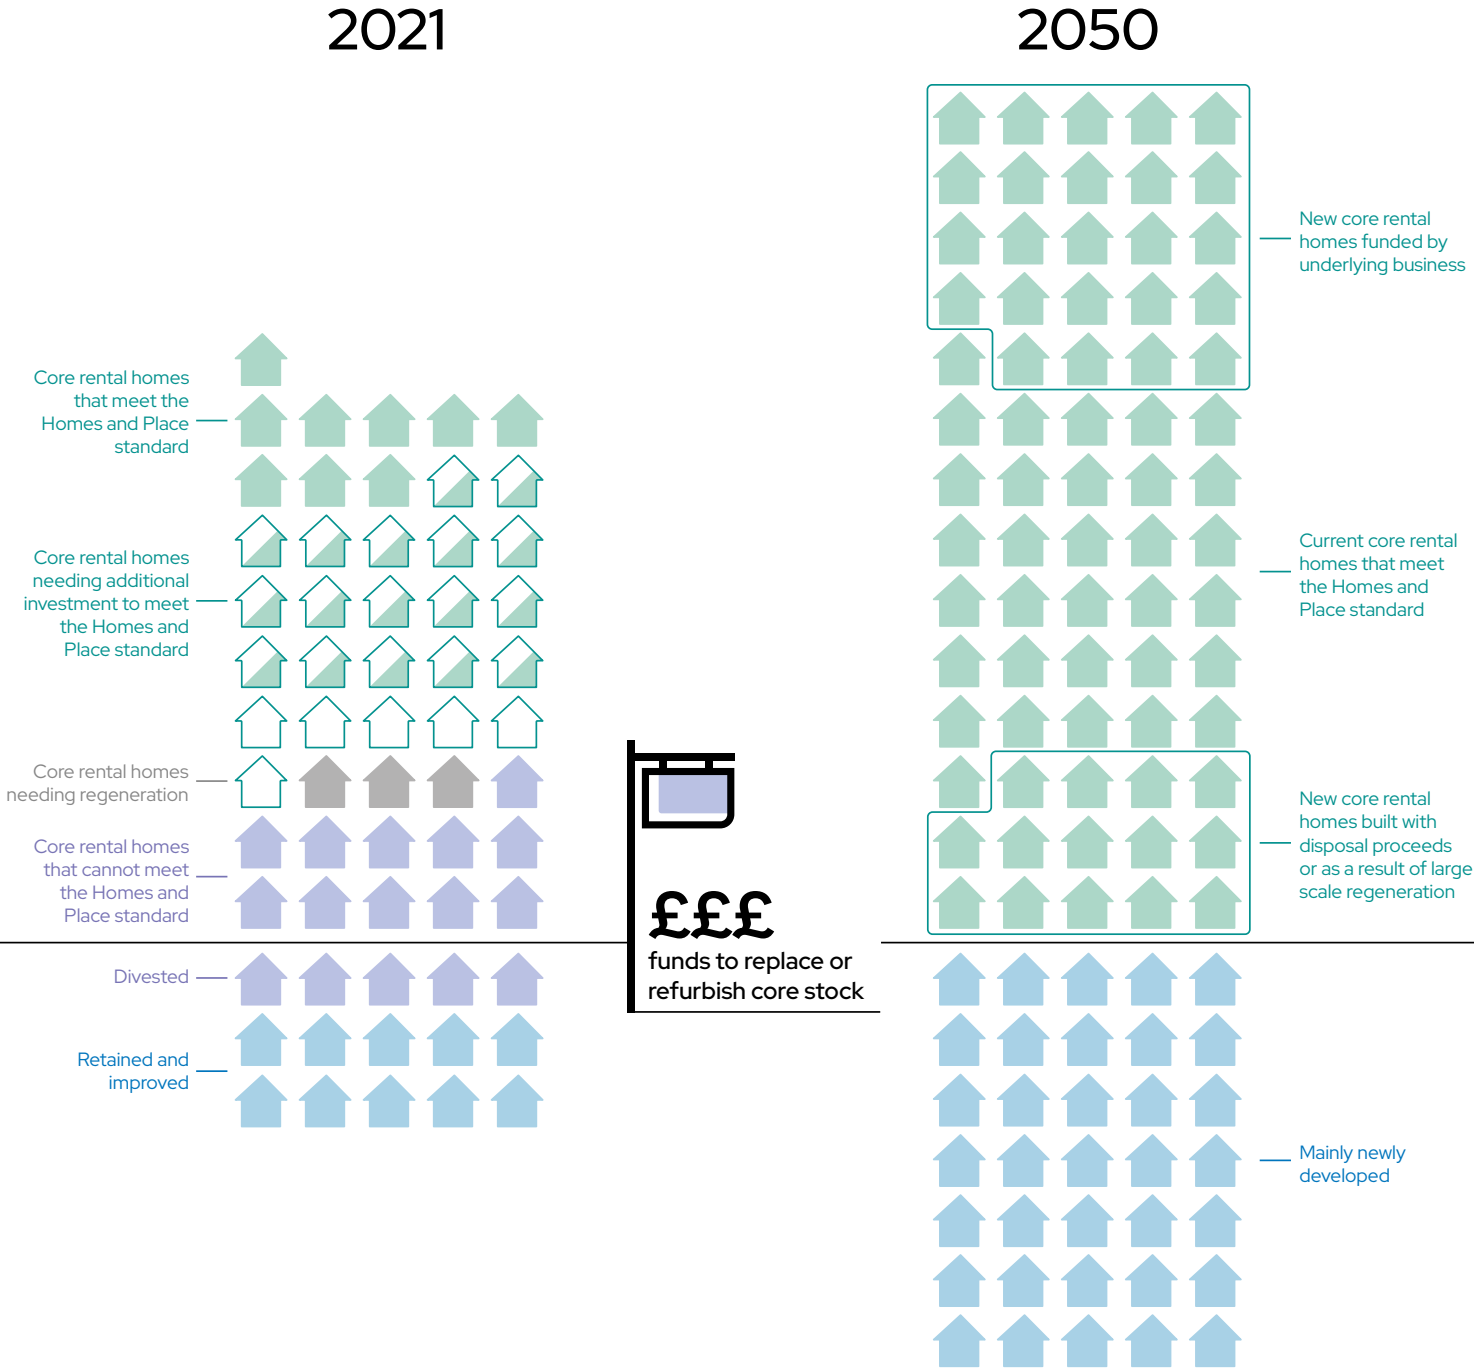 2021
2050
Core rental homes
that meet the
Homes and Place
standard
Core rental homes
needing additional
investment to meet
the Homes and
Place standard
Core rental homes
needing regeneration
Core rental homes
that cannot meet
the Homes and
Place standard
Divested
Retained and
improved
£££
funds to replace or
refurbish core stock
New core rental
homes funded by
underlying business
Current core rental
homes that meet
the Homes and
Place standard
New core rental
homes built with
disposal proceeds
or as a result of large
scale regeneration
Mainly newly
developed